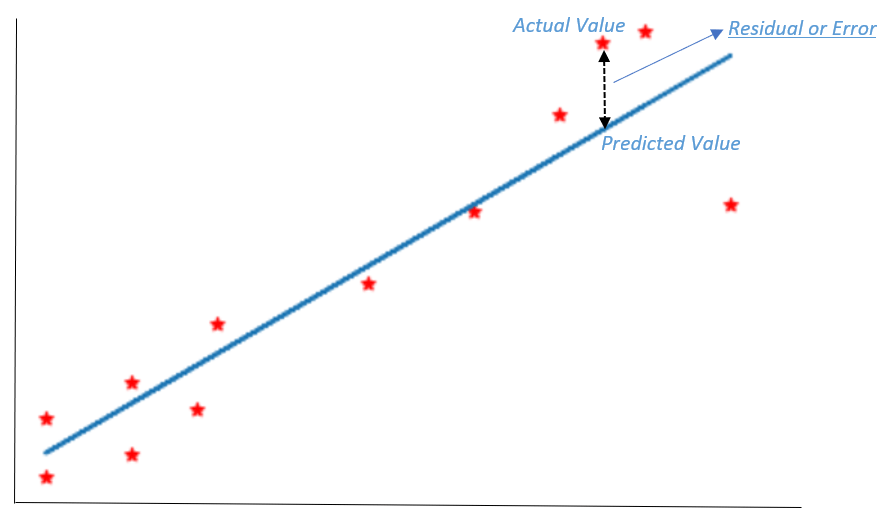 Actual Value
Residual or Error
Predicted Value